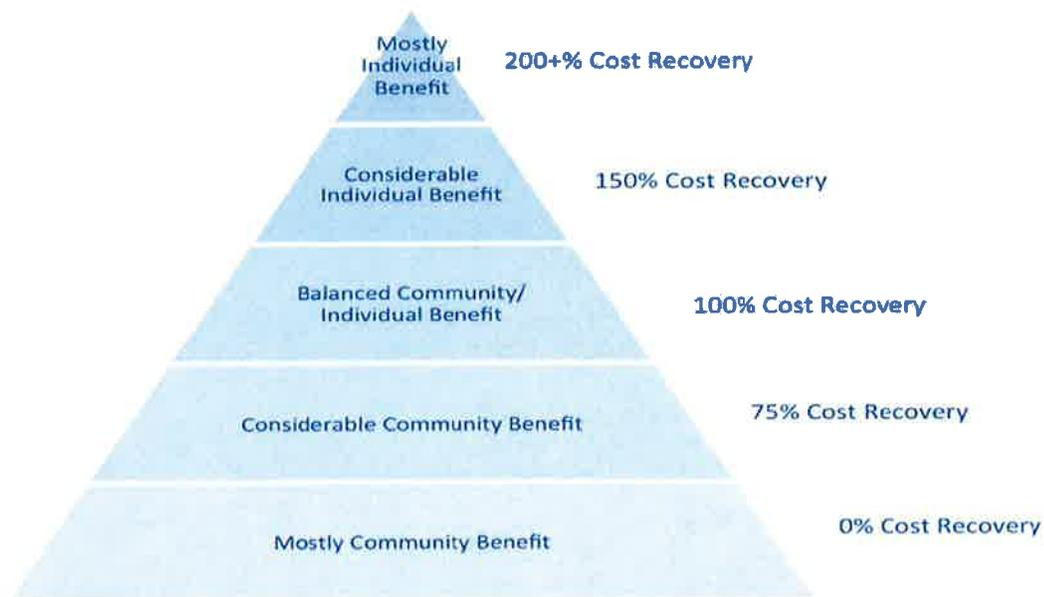 Mostly
Individual
Benefit
200+% Cost Recovery
Considerable
Individual Benefit
150% Cost Recovery
Balanced Community/
Individual Benefit
100% Cost Recovery
Considerable Community Benefit
75% Cost Recovery
Mostly Community Benefit
0% Cost Recovery